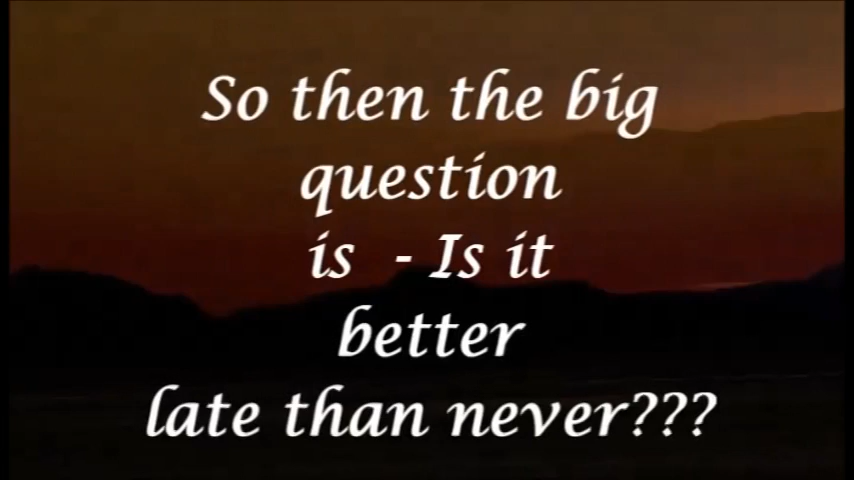 So then the big
question
is - Is it
better
late than never???